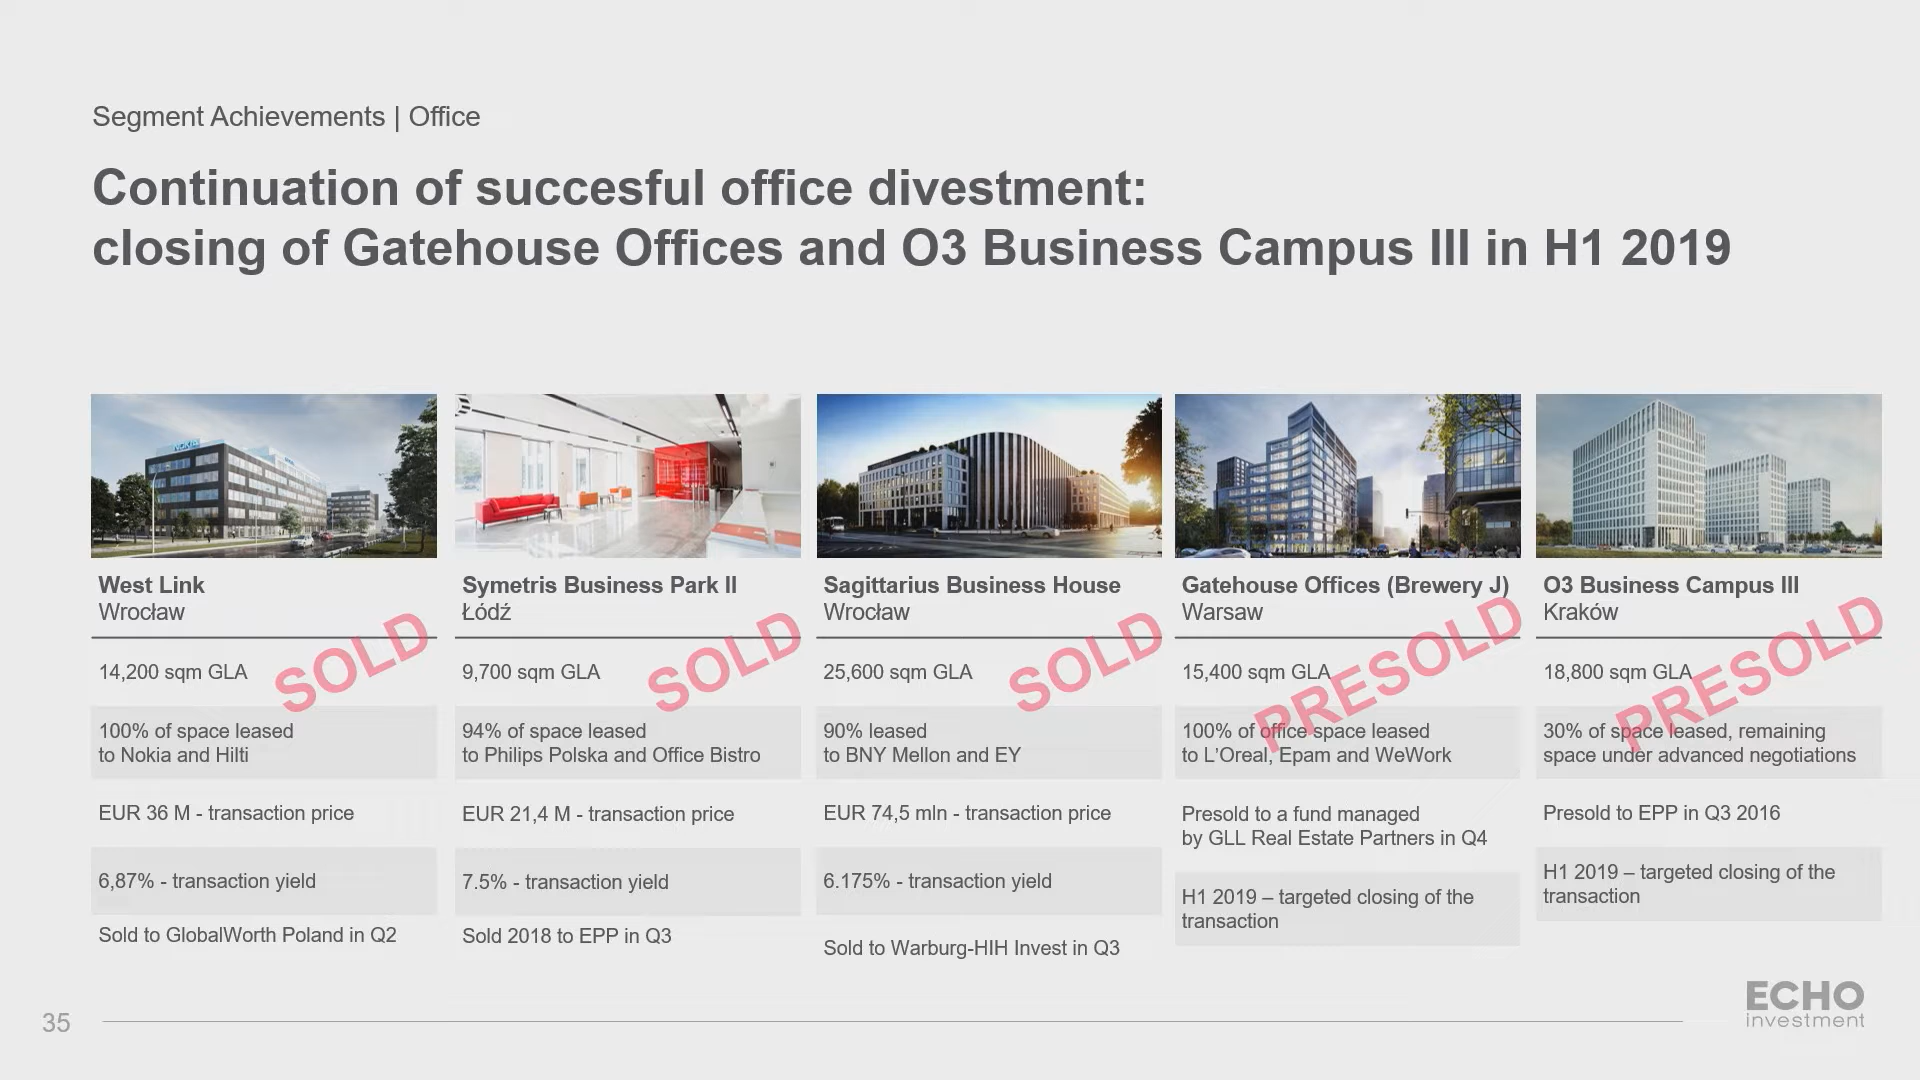 Segment Achievements | Office
Continuation of succesful office divestment:
closing of Gatehouse Offices and O3 Business Campus III in H1 2019
NOKIA
West Link
Wrocław
SOLD
14,200 sqm GLA
100% of space leased
to Nokia and Hilti
EUR 36 M - transaction price
6,87% - transaction yield
Sold to GlobalWorth Poland in Q2
Symetris Business Park II
Łódź
SOLD
9,700 sqm GLA
94% of space leased
to Philips Polska and Office Bistro
EUR 21,4 M - transaction price
7.5% - transaction yield
Sold 2018 to EPP in Q3
Sagittarius Business House
Wrocław
SOLD
25,600 sqm GLA
90% leased
to BNY Mellon and EY
EUR 74,5 mln - transaction price
6.175% - transaction yield
Sold to Warburg-HIH Invest in Q3
Gatehouse Offices (Brewery J)
Warsaw
PRESOLD
15,400 sqm GLA
100% of office space leased
to L'Oreal, Epam and WeWork
Presold to a fund managed
by GLL Real Estate Partners in Q4
H1 2019 – targeted closing of the
transaction
O3 Business Campus III
Kraków
PRESOLD
18,800 sqm GLA
30% of space leased, remaining
space under advanced negotiations
Presold to EPP in Q3 2016
H1 2019 – targeted closing of the
transaction
35
ECHO
investment